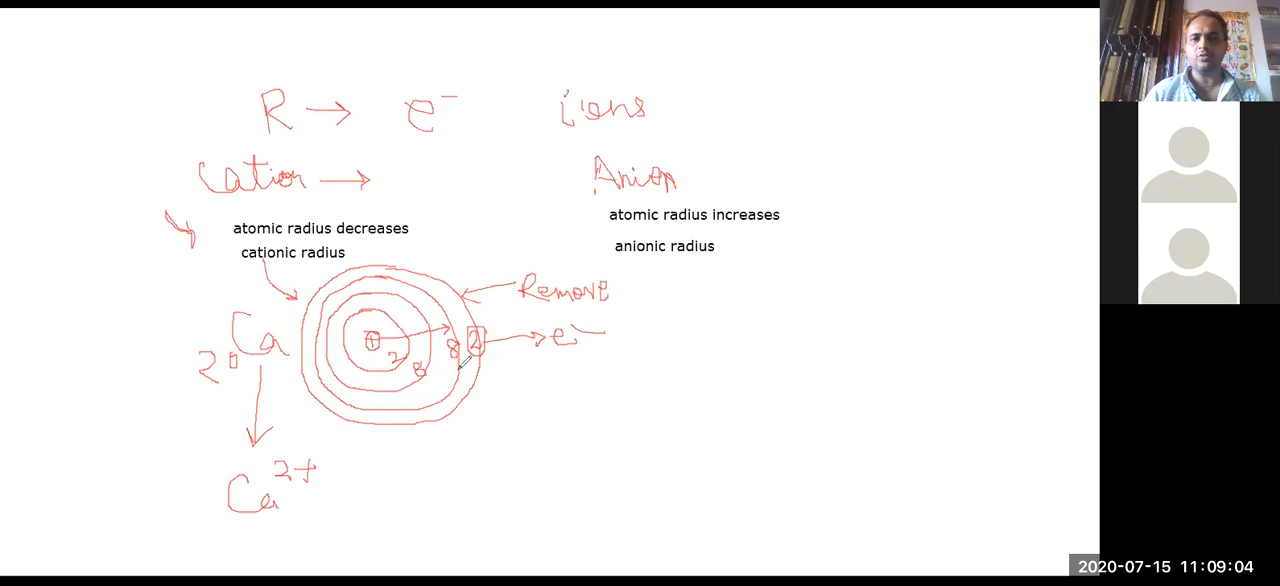 R → e⁻ ions
Cation → Anion
atomic radius decreases
cationic radius
atomic radius increases
anionic radius
Remove
20 Ca
+ 2 8 8 2 → e⁻
Ca²⁺
2020-07-15 11:09:04